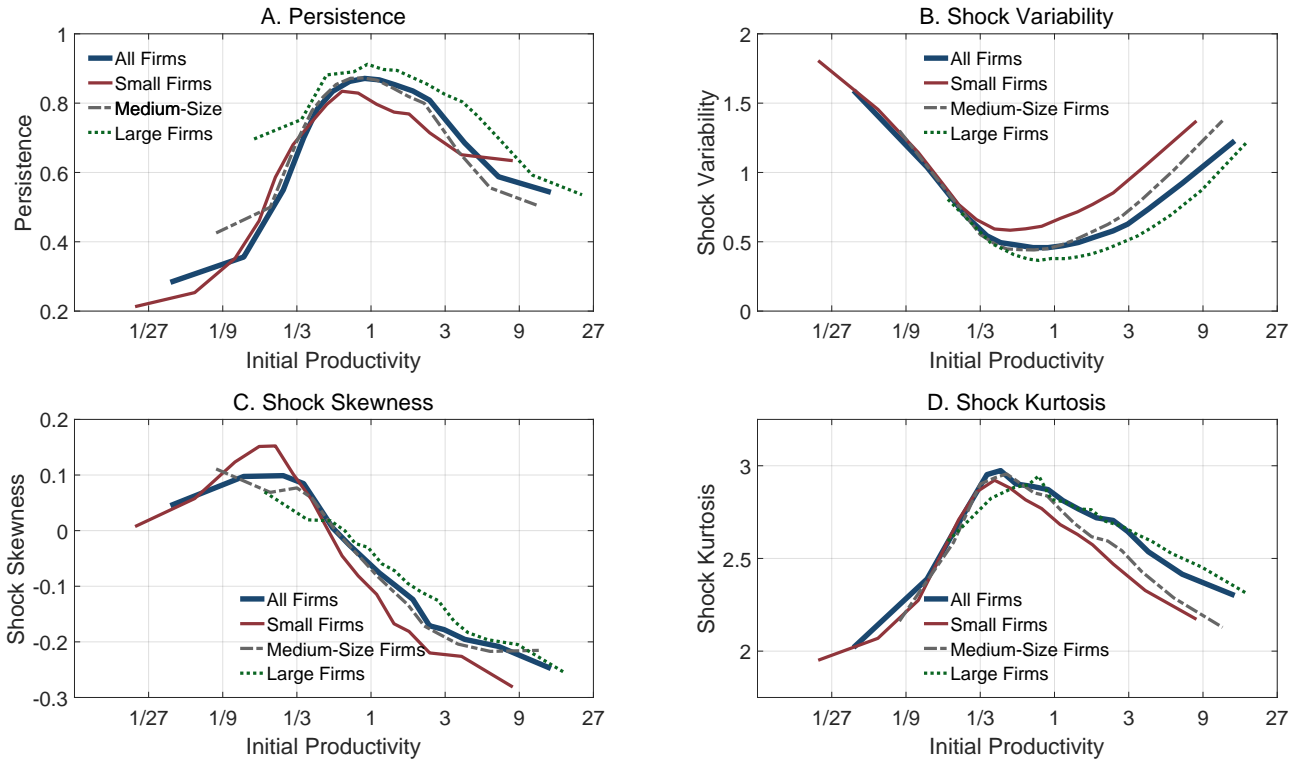 A. Persistence
1
0.8
0.6
0.4
0.2
Persistence
All Firms
Small Firms
Medium-Size
Large Firms
1/27
1/9
1/3
1
3
9
27
Initial Productivity
B. Shock Variability
2
1.5
1
0.5
0
Shock Variability
All Firms
Small Firms
Medium-Size Firms
Large Firms
1/27
1/9
1/3
1
3
9
27
Initial Productivity
C. Shock Skewness
0.2
0.1
0
-0.1
-0.2
-0.3
Shock Skewness
All Firms
Small Firms
Medium-Size Firms
Large Firms
1/27
1/9
1/3
1
3
9
27
Initial Productivity
D. Shock Kurtosis
3
2.5
2
Shock Kurtosis
All Firms
Small Firms
Medium-Size Firms
Large Firms
1/27
1/9
1/3
1
3
9
27
Initial Productivity